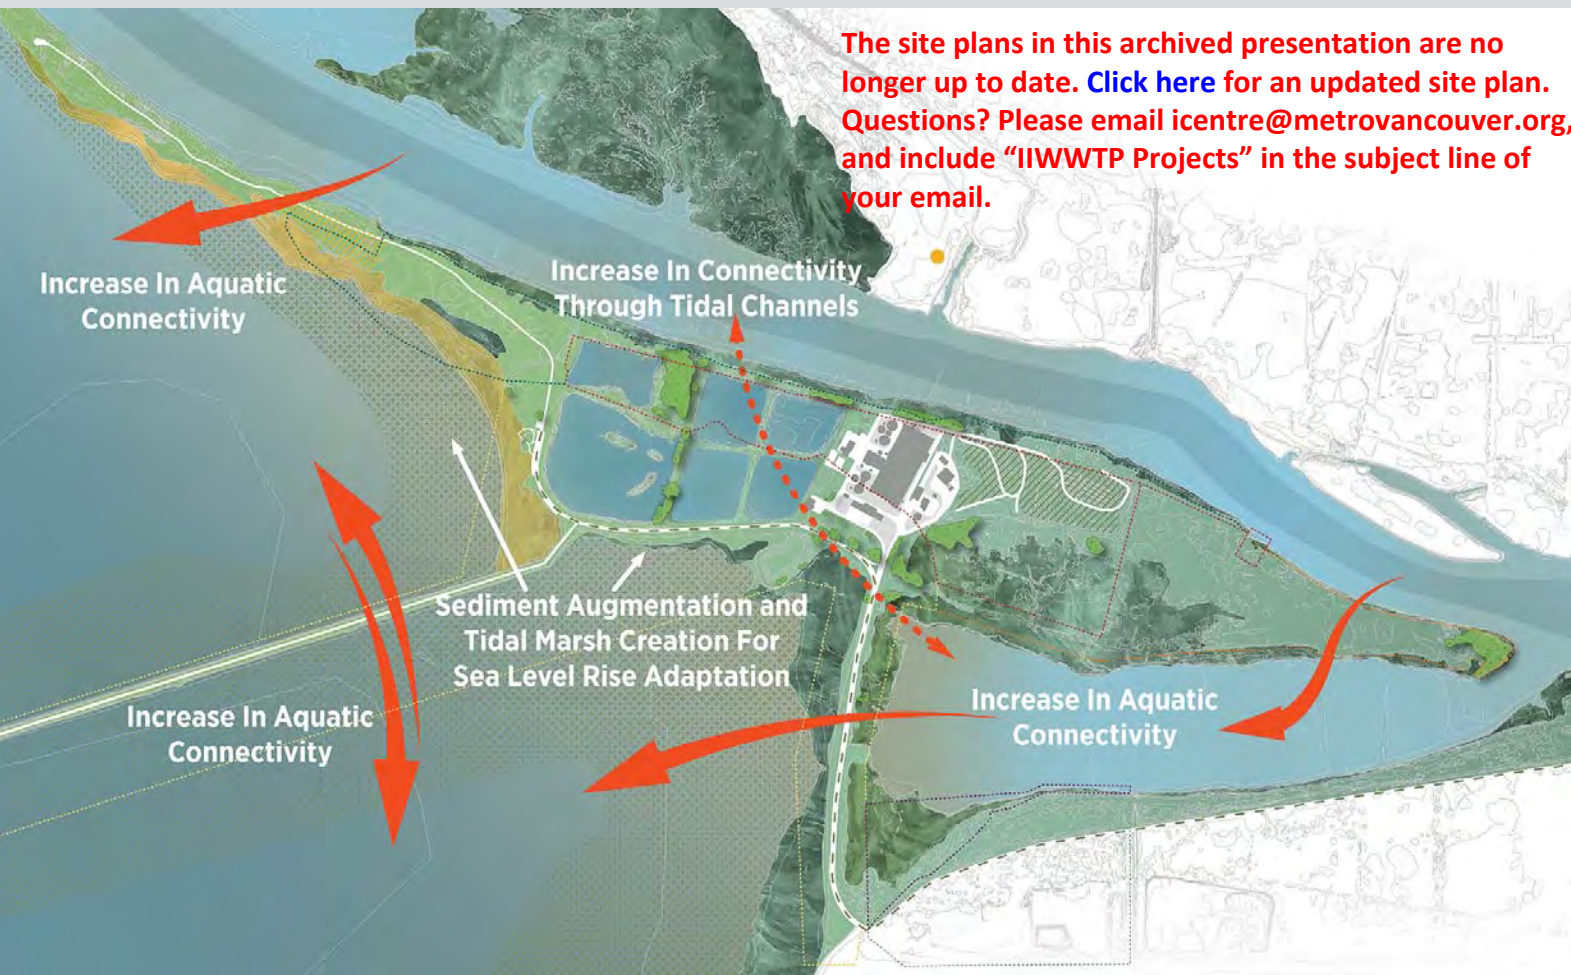 The site plans in this archived presentation are no
longer up to date. Click here for an updated site plan.
Questions? Please email icentre@metrovancouver.org,
and include “IIWWTP Projects” in the subject line of
your email.
Increase In Aquatic
Connectivity
Increase In Connectivity
Through Tidal Channels
Sediment Augmentation and
Tidal Marsh Creation For
Sea Level Rise Adaptation
Increase In Aquatic
Connectivity
Increase In Aquatic
Connectivity